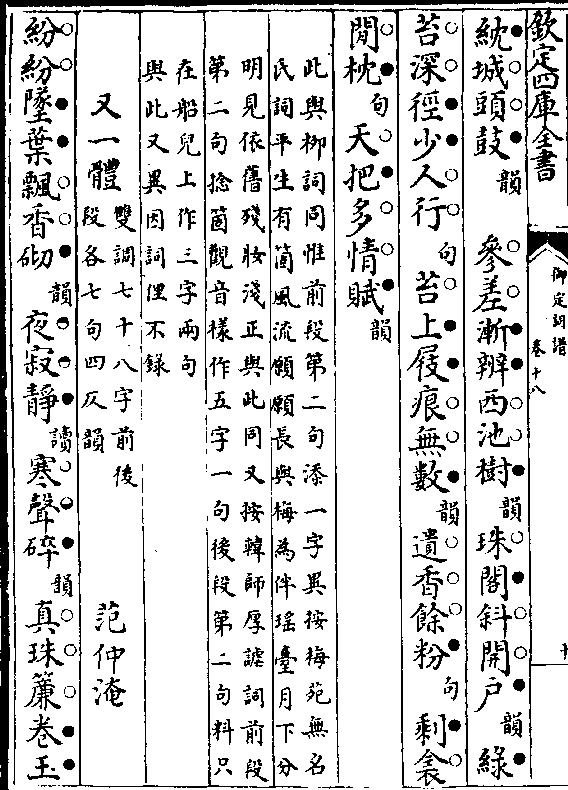 欽定四庫全書
御定詞譜
卷十八
十
紞城頭鼓韻 參差漸辨西池樹韻珠閣斜開戶韻綠
苔深徑少人行句苔上屐痕無數韻遺香餘粉句剩衾
閒枕句天把多情賦韻
此與柳詞同惟前段第二句添一字異按梅苑無名
氏詞平生有箇風流願願長與梅為伴瑤臺月下分
明見依舊殘妝淺正與此同又按韓師厚謔詞前段
第二句捻箇觀音樣作五字一句後段第二句料只
在船兒上作三字兩句
與此又異因詞俚不錄
又一體 雙調七十八字前後
段各七句四仄韻 范仲淹
紛紛墜葉飄香砌韻夜寂靜讀寒聲碎韻真珠簾卷玉